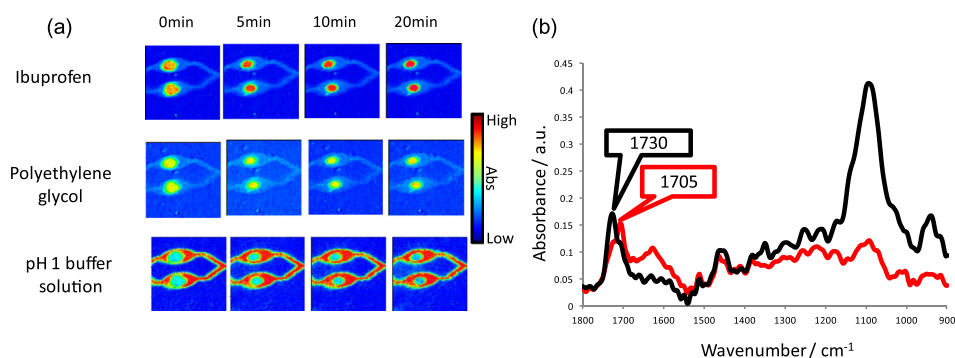 (a)
0min 5min 10min 20min
Ibuprofen
Polyethylene
glycol
pH 1 buffer
solution
High
Abs
Low
(b)
0.45
0.4
0.35
0.3
0.25
0.2
0.15
0.1
0.05
0
Absorbance / a.u.
1730
1705
1800 1700 1600 1500 1400 1300 1200 1100 1000 900
Wavenumber / cm⁻¹